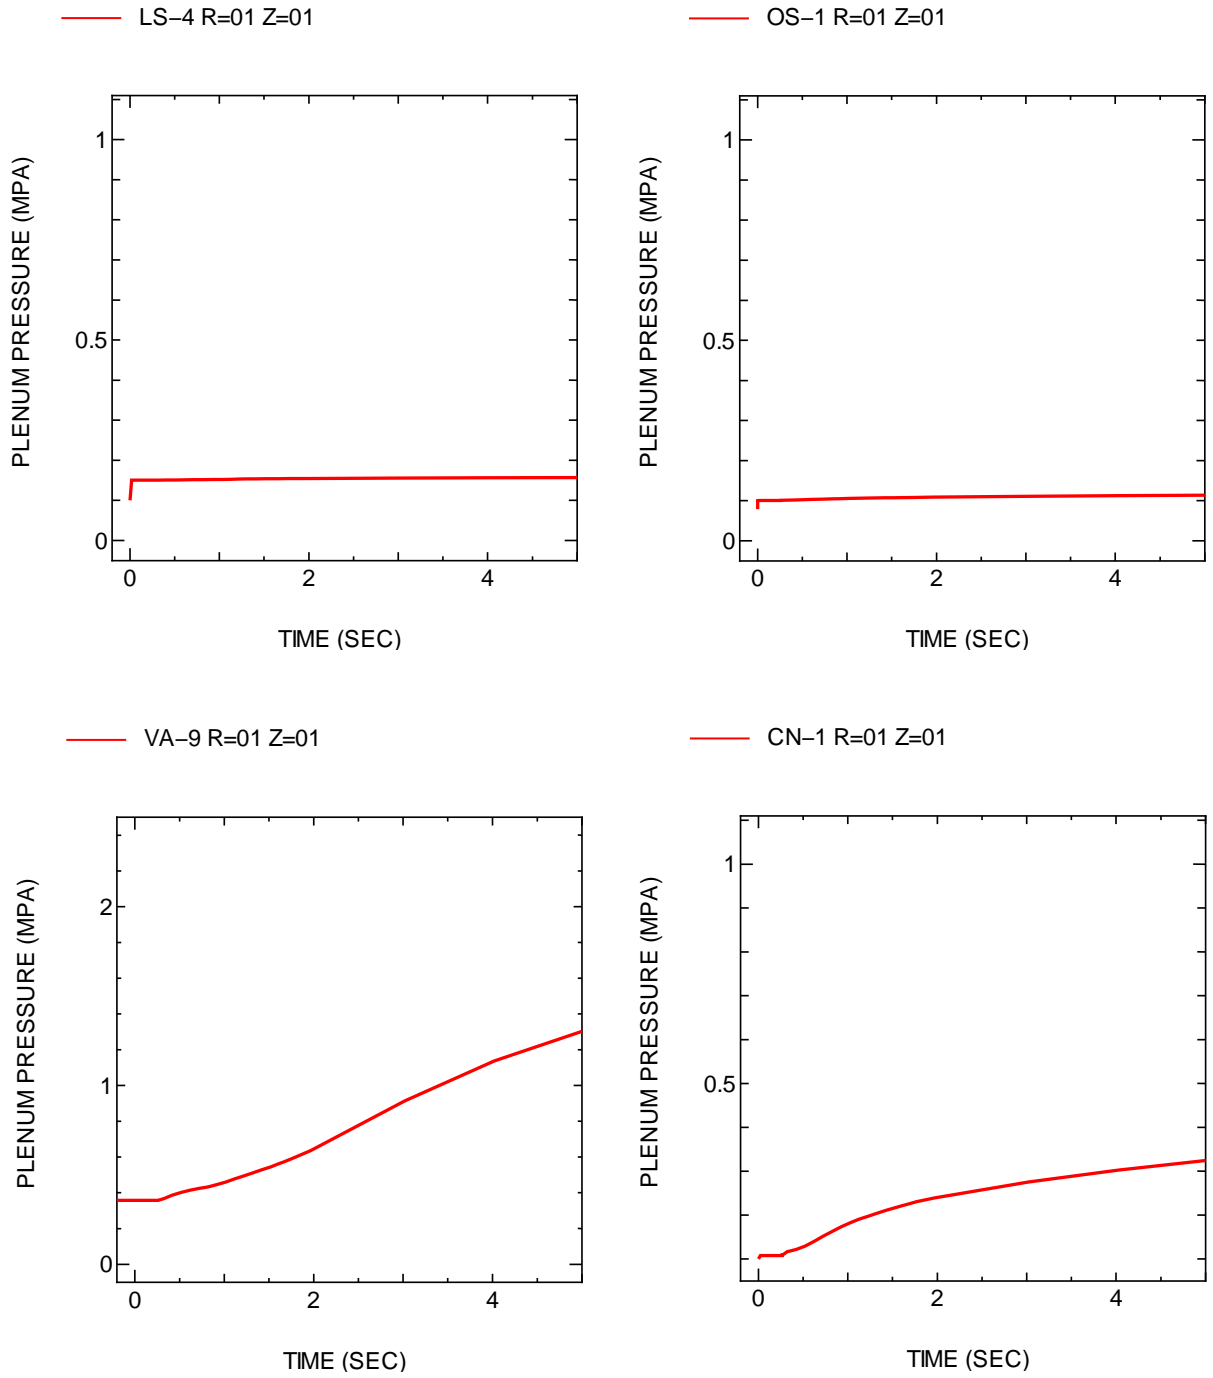 LS−4 R=01 Z=01
OS−1 R=01 Z=01
PLENUM PRESSURE (MPA)
1
0.5
0
0
2
4
TIME (SEC)
PLENUM PRESSURE (MPA)
1
0.5
0
0
2
4
TIME (SEC)
VA−9 R=01 Z=01
CN−1 R=01 Z=01
PLENUM PRESSURE (MPA)
2
1
0
0
2
4
TIME (SEC)
PLENUM PRESSURE (MPA)
1
0.5
0
2
4
TIME (SEC)